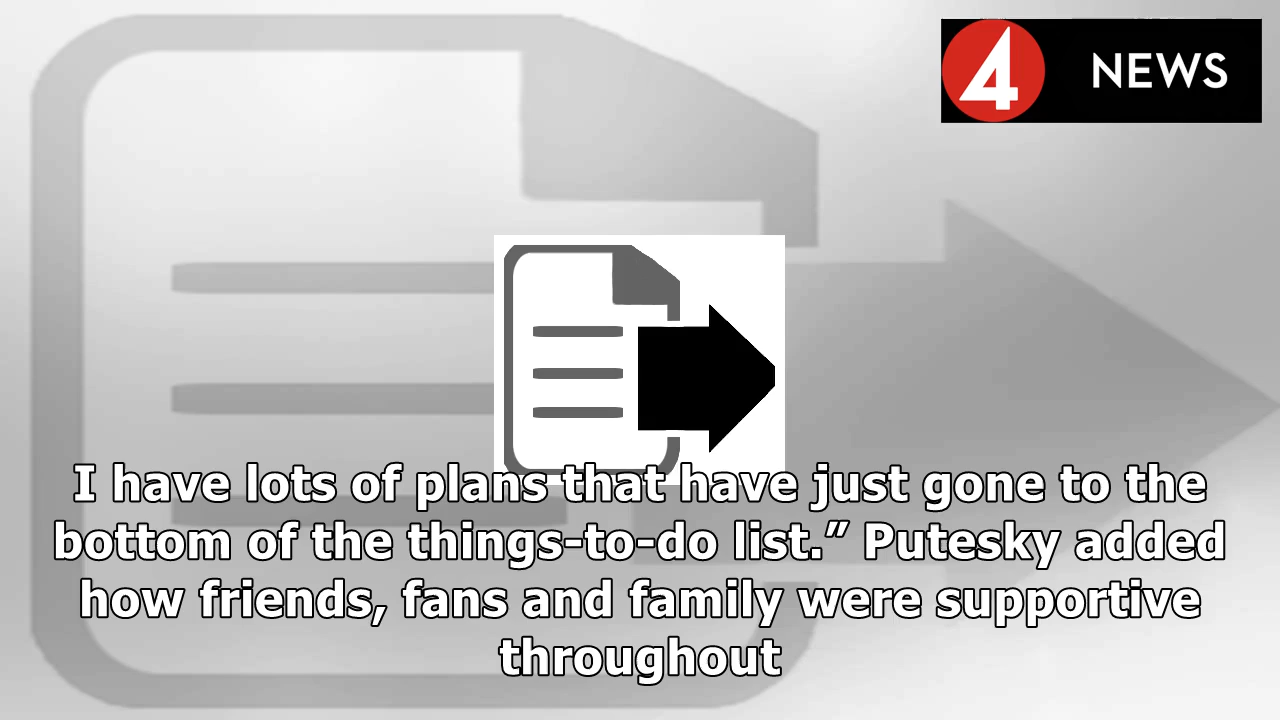 4 NEWS
I have lots of plans that have just gone to the
bottom of the things-to-do list.” Putesky added
how friends, fans and family were supportive
throughout